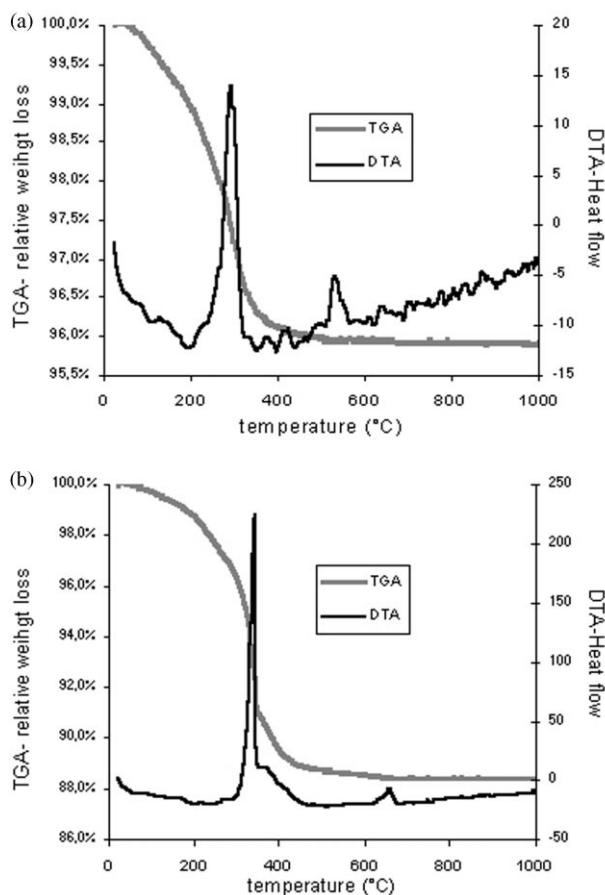 (a)
100,0%
99,5%
99,0%
98,5%
98,0%
97,5%
97,0%
96,5%
96,0%
95,5%
TGA- relative weihgt loss
20
15
10
5
0
-5
-10
-15
DTA-Heat flow
TGA
DTA
0 200 400 600 800 1000
temperature (°C)
(b)
100,0%
98,0%
96,0%
94,0%
92,0%
90,0%
88,0%
86,0%
TGA- relative weihgt loss
250
200
150
100
50
0
-50
DTA-Heat flow
TGA
DTA
0 200 400 600 800 1000
temperature (°C)